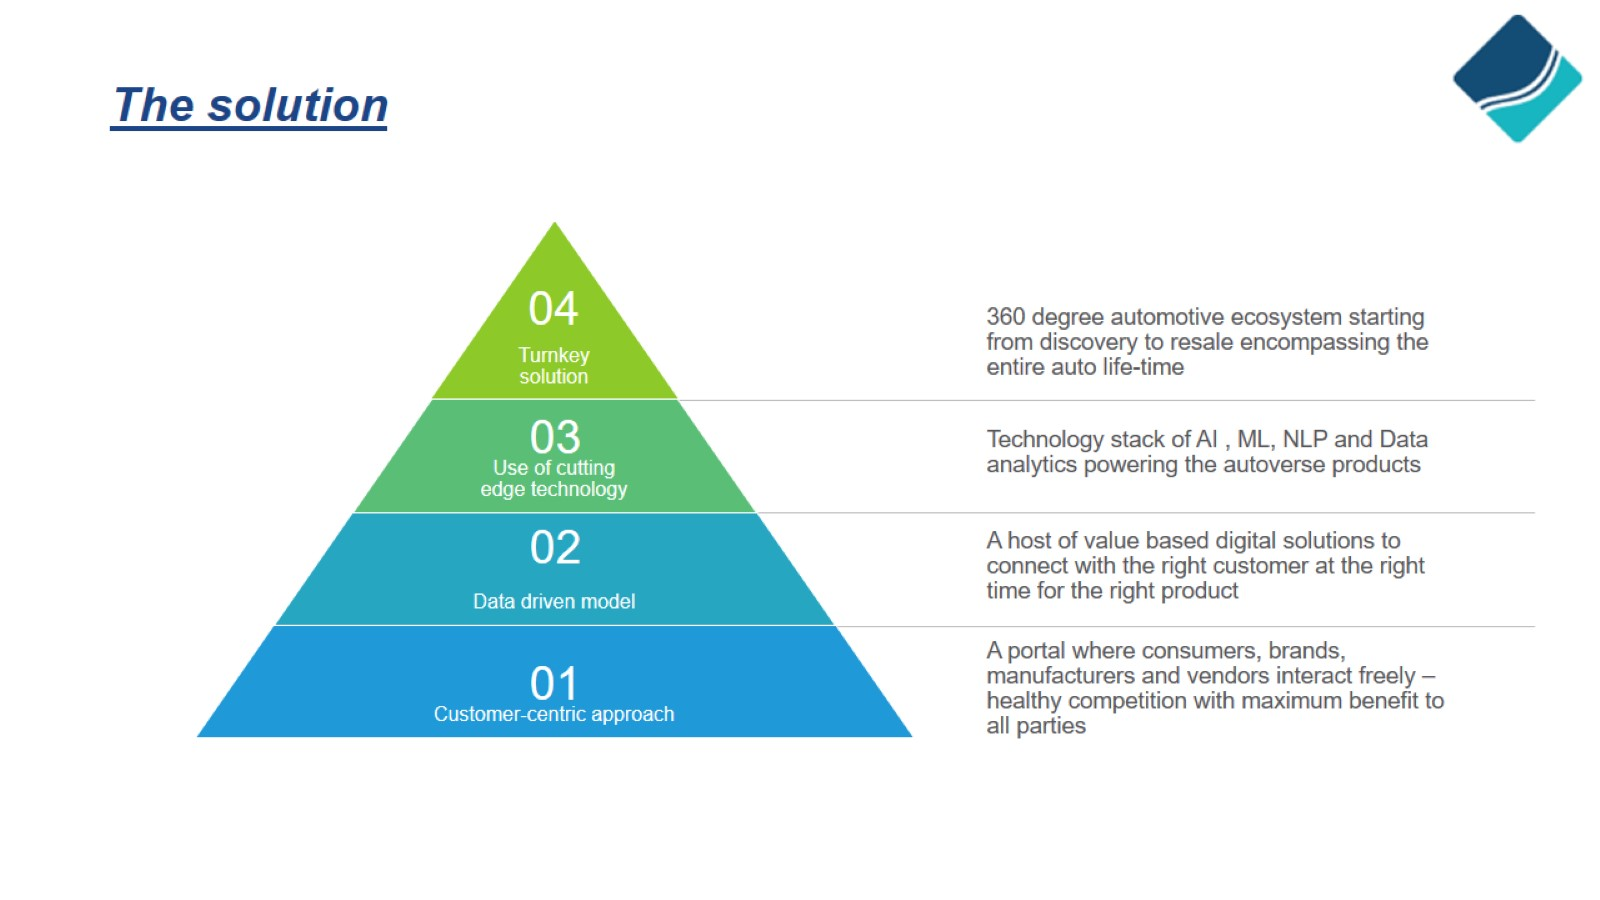 The solution
04
Turnkey
solution
360 degree automotive ecosystem starting
from discovery to resale encompassing the
entire auto life-time
03
Use of cutting
edge technology
Technology stack of AI , ML, NLP and Data
analytics powering the autoverse products
02
Data driven model
A host of value based digital solutions to
connect with the right customer at the right
time for the right product
01
Customer-centric approach
A portal where consumers, brands,
manufacturers and vendors interact freely –
healthy competition with maximum benefit to
all parties